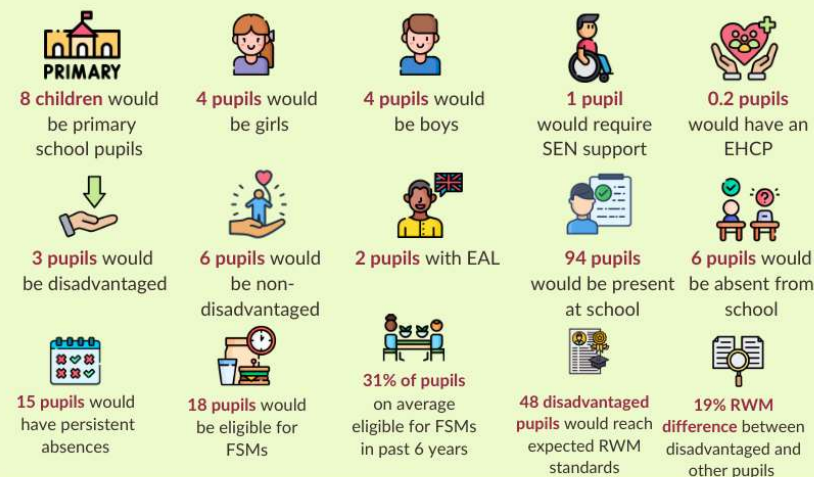 PRIMARY
8 children would
be primary
school pupils
4 pupils would
be girls
4 pupils would
be boys
1 pupil
would require
SEN support
0.2 pupils
would have an
EHCP
3 pupils would
be disadvantaged
6 pupils would
be non-
disadvantaged
2 pupils with EAL
94 pupils
would be present
at school
6 pupils would
be absent from
school
15 pupils would
have persistent
absences
18 pupils would
be eligible for
FSMs
31% of pupils
on average
eligible for FSMs
in past 6 years
48 disadvantaged
pupils would reach
expected RWM
standards
19% RWM
difference between
disadvantaged and
other pupils